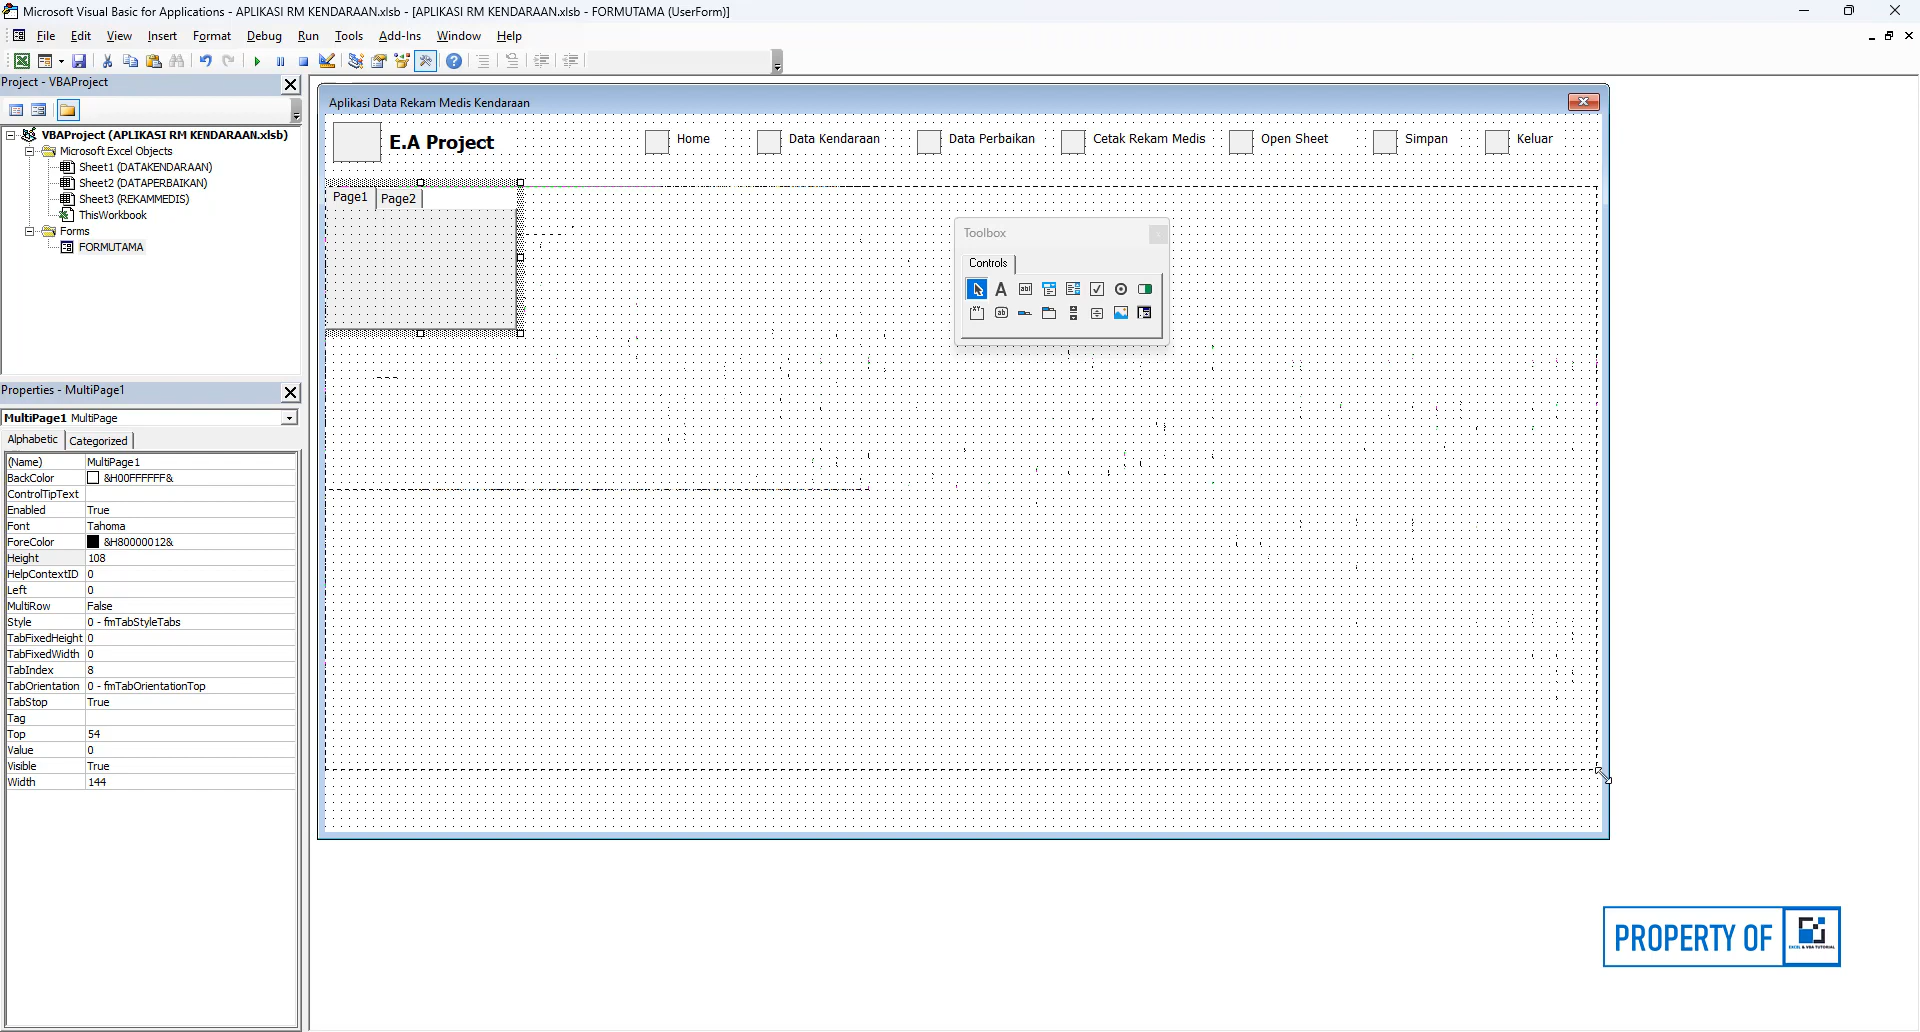 Microsoft Visual Basic for Applications - APLIKASI RM KENDARAAN.xlsb - [APLIKASI RM KENDARAAN.xlsb - FORMUTAMA (UserForm)]
File Edit View Insert Format Debug Run Tools Add-Ins Window Help
Project - VBAProject
VBAProject (APLIKASI RM KENDARAAN.xlsb)
Microsoft Excel Objects
Sheet1 (DATAKENDARAAN)
Sheet2 (DATAPERBAIKAN)
Sheet3 (REKAMMEDIS)
ThisWorkbook
Forms
FORMUTAMA
Properties - MultiPage1
MultiPage1 MultiPage
Alphabetic Categorized
(Name) MultiPage1
BackColor &H00FFFFFF&
ControlTipText
Enabled True
Font Tahoma
ForeColor &H80000012&
Height 108
HelpContextID 0
Left 0
MultiRow False
Style 0 - fmTabStyleTabs
TabFixedHeight 0
TabFixedWidth 0
TabIndex 8
TabOrientation 0 - fmTabOrientationTop
TabStop True
Tag
Top 54
Value 0
Visible True
Width 144
Aplikasi Data Rekam Medis Kendaraan
E.A Project Home Data Kendaraan Data Perbaikan Cetak Rekam Medis Open Sheet Simpan Keluar
Page1 Page2
Toolbox
Controls
PROPERTY OF
EXCEL & VBA TUTORIAL